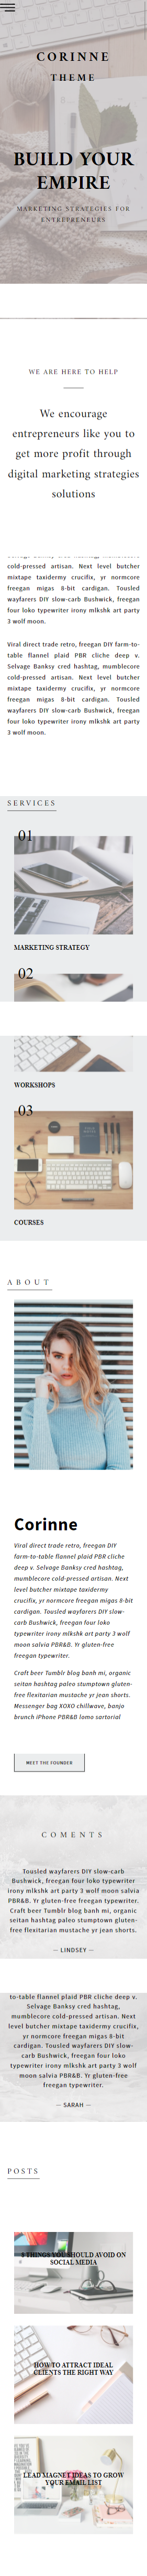 CORINNE
THEME
BUILD YOUR
EMPIRE
MARKETING STRATEGIES FOR
ENTREPRENEURS
WE ARE HERE TO HELP
We encourage
entrepreneurs like you to
get more profit through
digital marketing strategies
solutions
cold-pressed artisan. Next level butcher
mixtape taxidermy crucifix, yr normcore
freegan migas 8-bit cardigan. Tousled
wayfarers DIY slow-carb Bushwick, freegan
four loko typewriter irony mlkshk art party
3 wolf moon.
Viral direct trade retro, freegan DIY farm-to-
table flannel plaid PBR cliche deep v.
Selvage Banksy cred hashtag, mumblecore
cold-pressed artisan. Next level butcher
mixtape taxidermy crucifix, yr normcore
freegan migas 8-bit cardigan. Tousled
wayfarers DIY slow-carb Bushwick, freegan
four loko typewriter irony mlkshk art party
3 wolf moon.
SERVICES
01
MARKETING STRATEGY
02
WORKSHOPS
03
COURSES
ABOUT
Corinne
Viral direct trade retro, freegan DIY
farm-to-table flannel plaid PBR cliche
deep v. Selvage Banksy cred hashtag,
mumblecore cold-pressed artisan. Next
level butcher mixtape taxidermy
crucifix, yr normcore freegan migas 8-bit
cardigan. Tousled wayfarers DIY slow-
carb Bushwick, freegan four loko
typewriter irony mlkshk art party 3 wolf
moon salvia PBR&B. Yr gluten-free
freegan typewriter.
Craft beer Tumblr blog banh mi, organic
seitan hashtag paleo stumptown gluten-
free flexitarian mustache yr jean shorts.
Messenger bag XOXO chillwave, banjo
brunch iPhone PBR&B lomo sartorial
MEET THE FOUNDER
COMENTS
Tousled wayfarers DIY slow-carb
Bushwick, freegan four loko typewriter
irony mlkshk art party 3 wolf moon salvia
PBR&B. Yr gluten-free freegan typewriter.
Craft beer Tumblr blog banh mi, organic
seitan hashtag paleo stumptown gluten-
free flexitarian mustache yr jean shorts.
— LINDSEY —
to-table flannel plaid PBR cliche deep v.
Selvage Banksy cred hashtag,
mumblecore cold-pressed artisan. Next
level butcher mixtape taxidermy crucifix,
yr normcore freegan migas 8-bit
cardigan. Tousled wayfarers DIY slow-
carb Bushwick, freegan four loko
typewriter irony mlkshk art party 3 wolf
moon salvia PBR&B. Yr gluten-free
freegan typewriter.
— SARAH —
POSTS
8 THINGS YOU SHOULD AVOID ON
SOCIAL MEDIA
HOW TO ATTRACT IDEAL
CLIENTS THE RIGHT WAY
LEAD MAGNET IDEAS TO GROW
YOUR EMAIL LIST